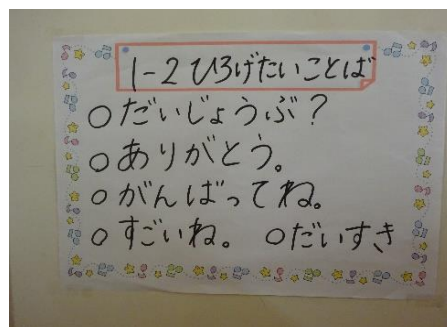 1-2 ひろげたいことば
○だいじょうぶ?
○ありがとう。
○がんばってね。
○すごいね。 ○だいすき